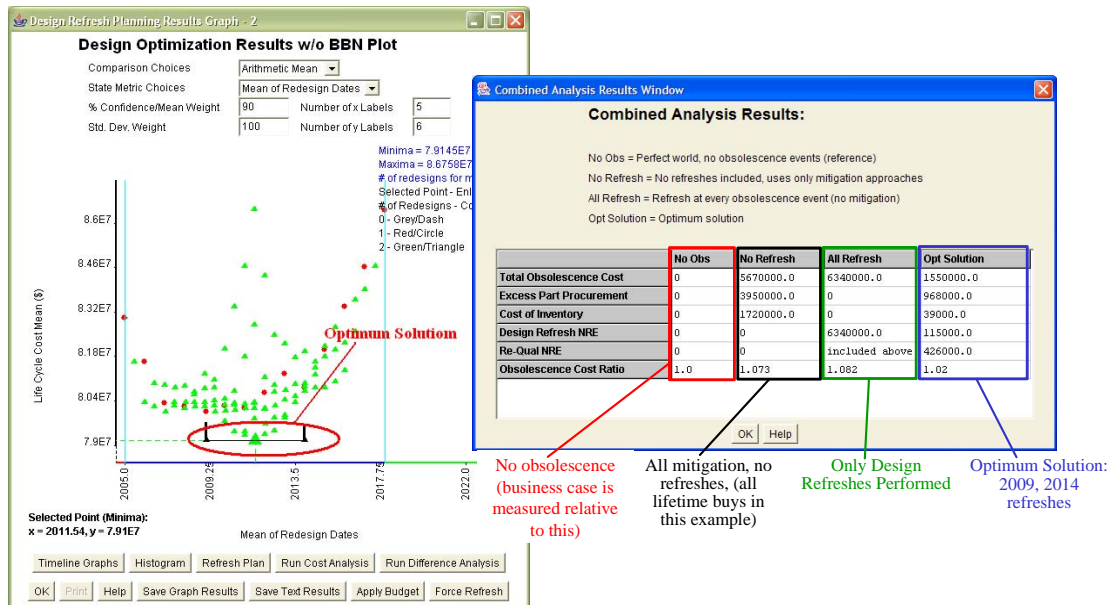 Design Refresh Planning Results Graph - 2
Design Optimization Results w/o BBN Plot
Comparison Choices Arithmetic Mean
State Metric Choices Mean of Redesign Dates
% Confidence/Mean Weight 90 Number of x Labels 5
Std. Dev. Weight 100 Number of y Labels 6
Minima = 7.9145E7
Maxima = 8.6758E7
# of redesigns for m
Selected Point - Enl
# of Redesigns - Co
0 - Grey/Dash
1 - Red/Circle
2 - Green/Triangle
8.6E7
8.46E7
8.32E7
8.18E7
8.04E7
7.9E7
Life Cycle Cost Mean ($)
Optimum Solutiom
2005.0
2009.25
2013.5
2017.75
2022.0
Selected Point (Minima):
x = 2011.54, y = 7.91E7
Mean of Redesign Dates
Timeline Graphs Histogram Refresh Plan Run Cost Analysis Run Difference Analysis
OK Print Help Save Graph Results Save Text Results Apply Budget Force Refresh
Combined Analysis Results Window
Combined Analysis Results:
No Obs = Perfect world, no obsolescence events (reference)
No Refresh = No refreshes included, uses only mitigation approaches
All Refresh = Refresh at every obsolescence event (no mitigation)
Opt Solution = Optimum solution
No Obs No Refresh All Refresh Opt Solution
Total Obsolescence Cost 0 5670000.0 6340000.0 1550000.0
Excess Part Procurement 0 3950000.0 0 968000.0
Cost of Inventory 0 1720000.0 0 39000.0
Design Refresh NRE 0 0 6340000.0 115000.0
Re-Qual NRE 0 0 included above 426000.0
Obsolescence Cost Ratio 1.0 1.073 1.082 1.02
OK Help
No obsolescence
(business case is
measured relative
to this)
All mitigation, no
refreshes, (all
lifetime buys in
this example)
Only Design
Refreshes Performed
Optimum Solution:
2009, 2014
refreshes